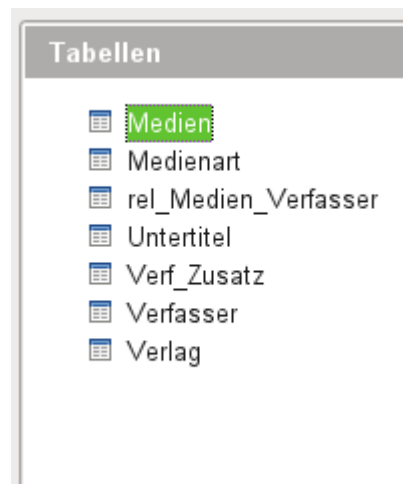 Tabellen
Medien
Medienart
rel_Medien_Verfasser
Untertitel
Verf_Zusatz
Verfasser
Verlag